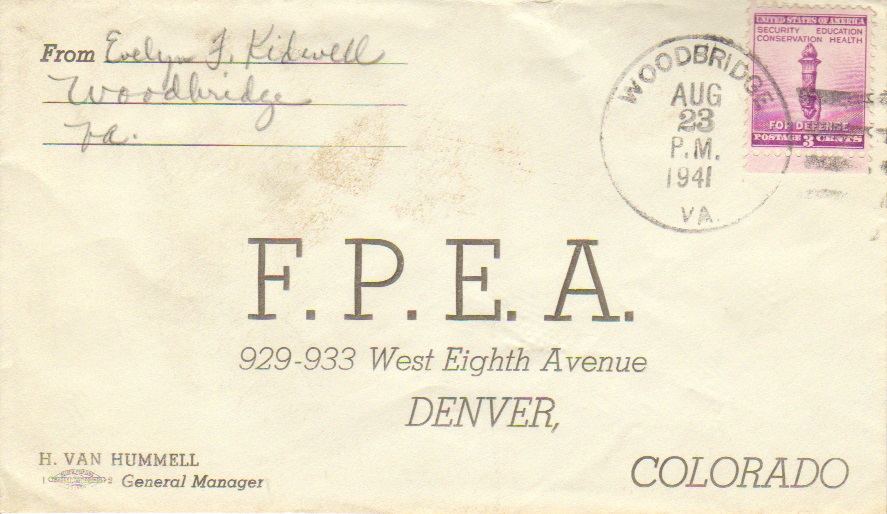 From Evelyn F. Kidwell
Woodbridge
Va.
WOODBRIDGE
AUG
23
P.M.
1941
VA.
UNITED STATES OF AMERICA
SECURITY EDUCATION
CONSERVATION HEALTH
FOR DEFENSE
POSTAGE 3 CENTS
F.P.E.A.
929-933 West Eighth Avenue
DENVER,
COLORADO
H. VAN HUMMELL
General Manager